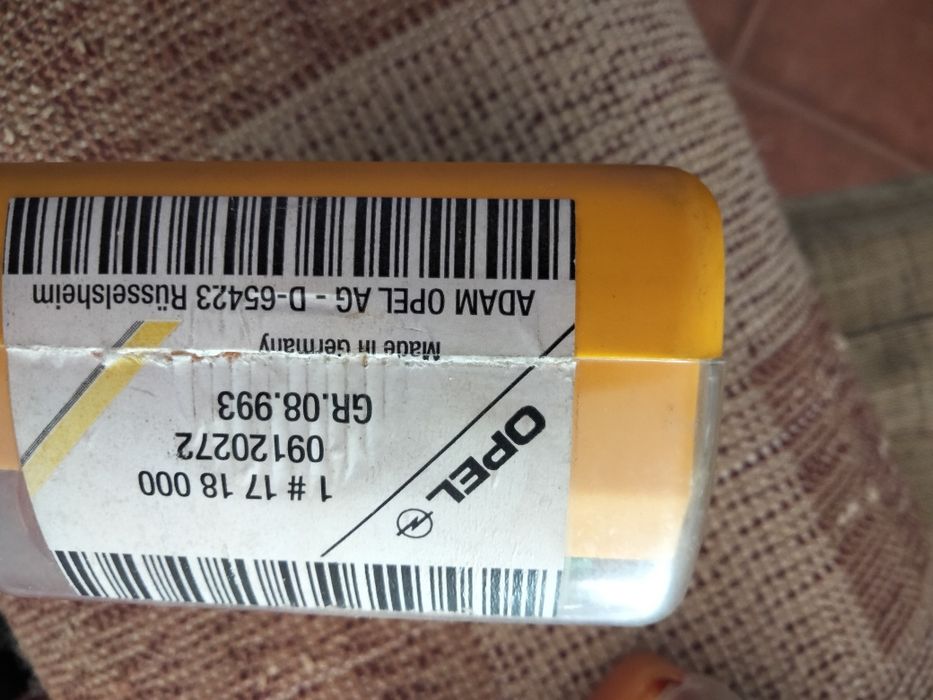 OPEL
1 # 17 18 000
09120272
GR.08.993
Made in Germany
ADAM OPEL AG - D-65423 Rüsselsheim